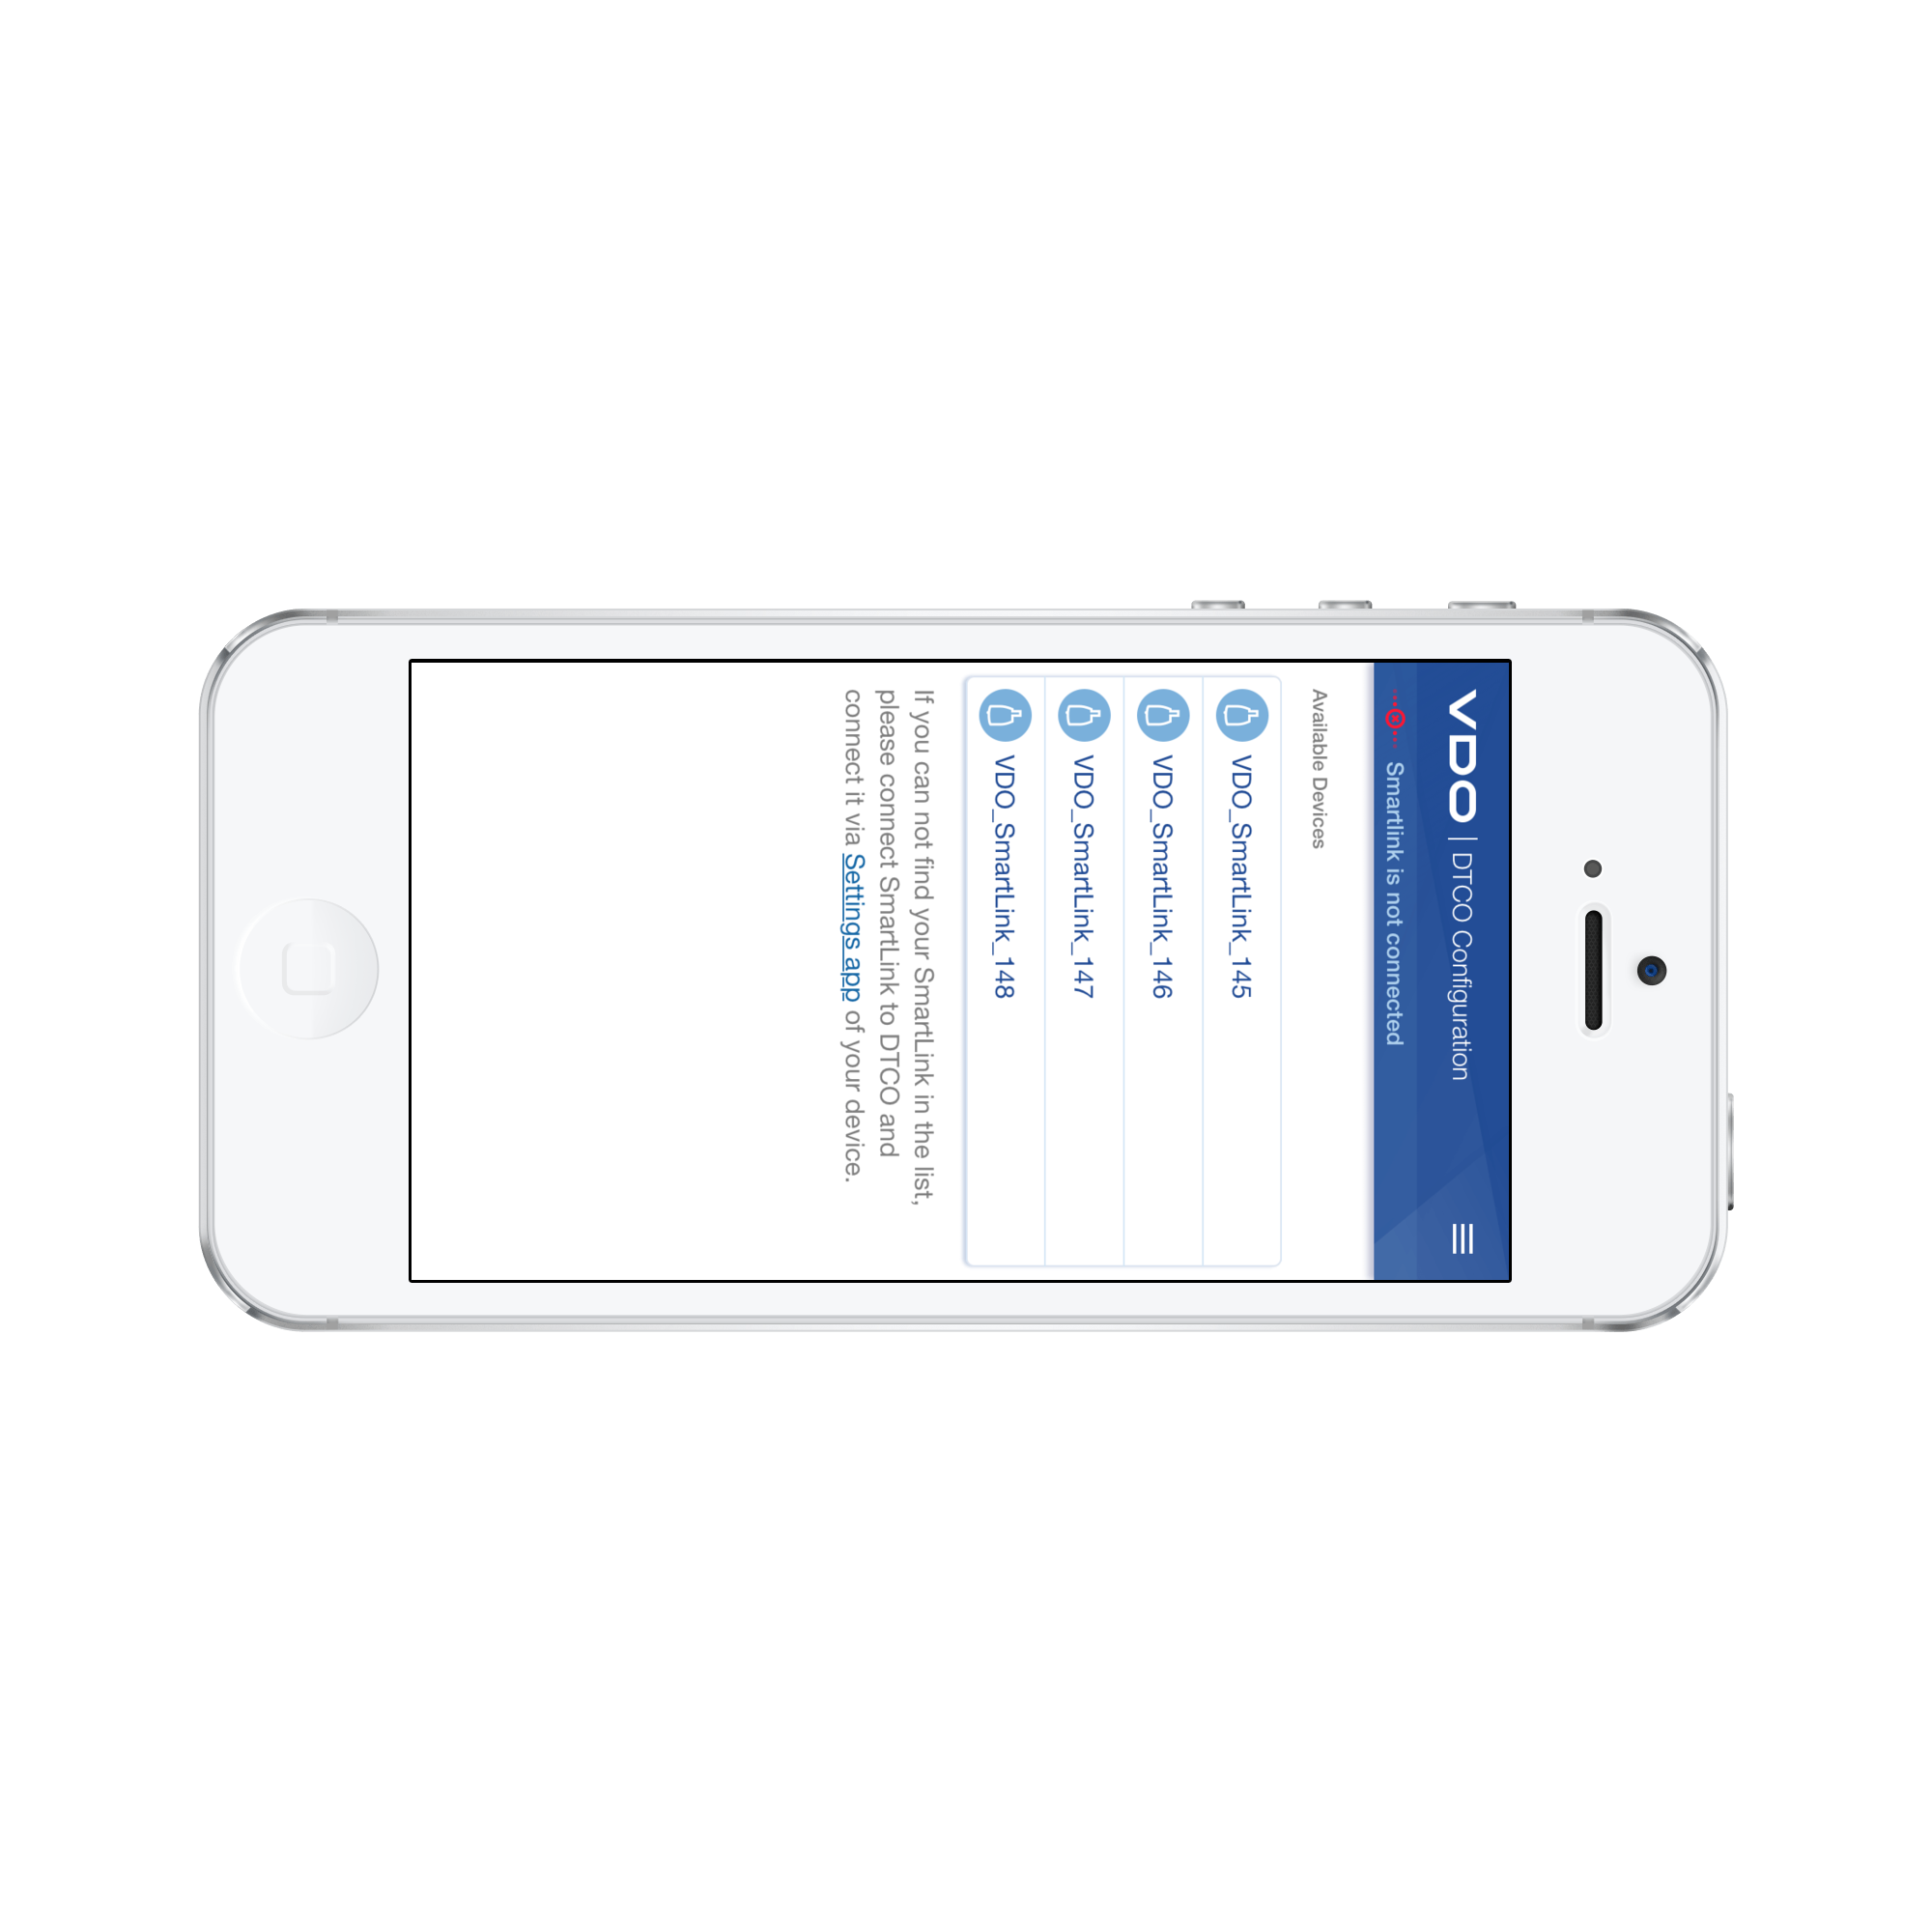 VDO | DTCO Configuration
Smartlink is not connected
Available Devices
VDO_SmartLink_145
VDO_SmartLink_146
VDO_SmartLink_147
VDO_SmartLink_148
If you can not find your SmartLink in the list,
please connect SmartLink to DTCO and
connect it via Settings app of your device.